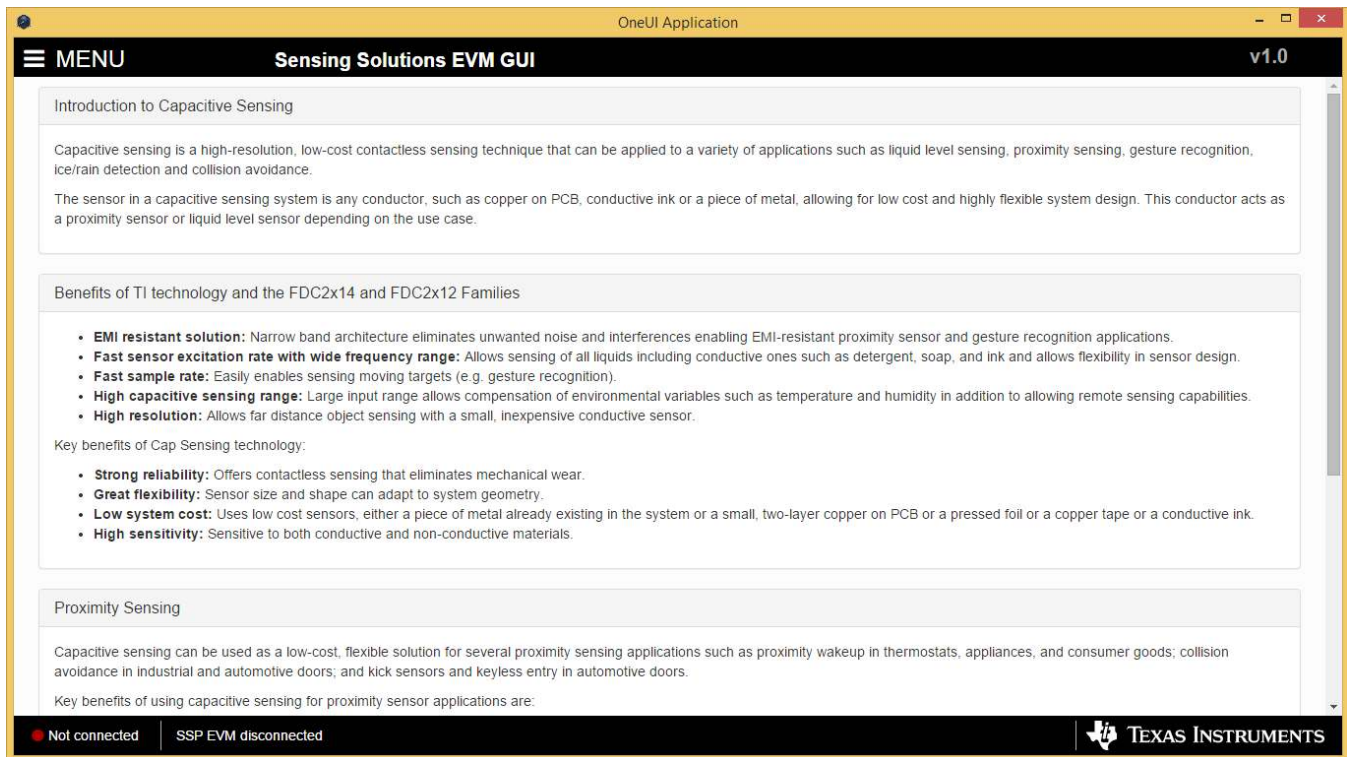 OneUI Application
MENU
Sensing Solutions EVM GUI
v1.0
Introduction to Capacitive Sensing
Capacitive sensing is a high-resolution, low-cost contactless sensing technique that can be applied to a variety of applications such as liquid level sensing, proximity sensing, gesture recognition,
ice/rain detection and collision avoidance.
The sensor in a capacitive sensing system is any conductor, such as copper on PCB, conductive ink or a piece of metal, allowing for low cost and highly flexible system design. This conductor acts as
a proximity sensor or liquid level sensor depending on the use case.
Benefits of TI technology and the FDC2x14 and FDC2x12 Families
• EMI resistant solution: Narrow band architecture eliminates unwanted noise and interferences enabling EMI-resistant proximity sensor and gesture recognition applications.
• Fast sensor excitation rate with wide frequency range: Allows sensing of all liquids including conductive ones such as detergent, soap, and ink and allows flexibility in sensor design.
• Fast sample rate: Easily enables sensing moving targets (e.g. gesture recognition).
• High capacitive sensing range: Large input range allows compensation of environmental variables such as temperature and humidity in addition to allowing remote sensing capabilities.
• High resolution: Allows far distance object sensing with a small, inexpensive conductive sensor.
Key benefits of Cap Sensing technology:
• Strong reliability: Offers contactless sensing that eliminates mechanical wear.
• Great flexibility: Sensor size and shape can adapt to system geometry.
• Low system cost: Uses low cost sensors, either a piece of metal already existing in the system or a small, two-layer copper on PCB or a pressed foil or a copper tape or a conductive ink.
• High sensitivity: Sensitive to both conductive and non-conductive materials.
Proximity Sensing
Capacitive sensing can be used as a low-cost, flexible solution for several proximity sensing applications such as proximity wakeup in thermostats, appliances, and consumer goods; collision
avoidance in industrial and automotive doors; and kick sensors and keyless entry in automotive doors.
Key benefits of using capacitive sensing for proximity sensor applications are:
Not connected
SSP EVM disconnected
TEXAS INSTRUMENTS